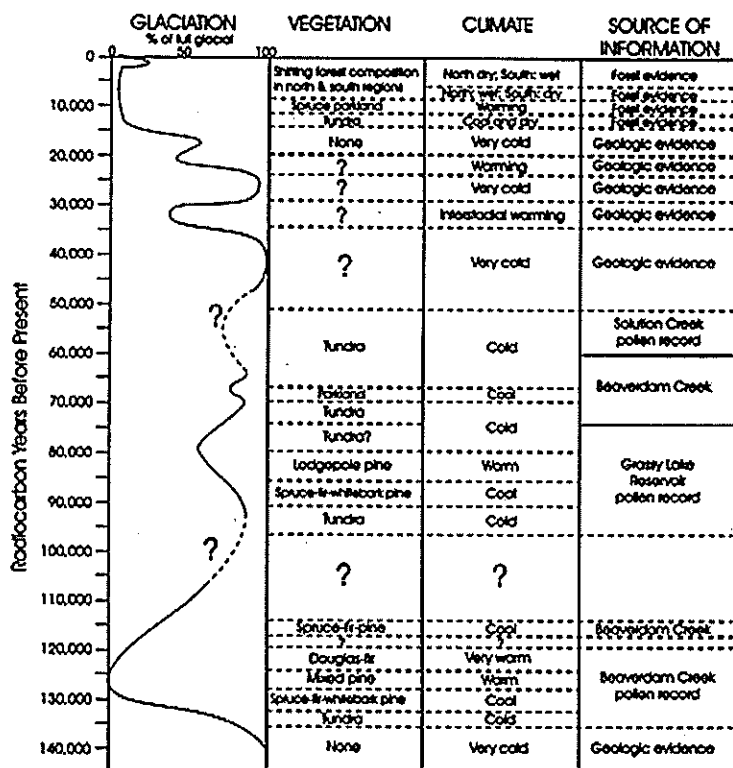 GLACIATION
% of full glacial
0 50 100
VEGETATION
CLIMATE
SOURCE OF
INFORMATION
Radiocarbon Years Before Present
0
10,000
20,000
30,000
40,000
50,000
60,000
70,000
80,000
90,000
100,000
110,000
120,000
130,000
140,000
?
?
Shifting forest composition
in north & south regions
Spruce parkland
Tundra
None
?
?
?
?
Tundra
Parkland
Tundra
Tundra?
Lodgepole pine
Spruce-fir-whitebark pine
Tundra
?
Spruce-fir-pine
?
Douglas-fir
Mixed pine
Spruce-fir-whitebark pine
Tundra
None
North dry; South: wet
North: wet; South: dry
Warming
Cool and dry
Very cold
Warming
Very cold
Interstadial warming
Very cold
Cold
Cool
Cold
Warm
Cool
Cold
?
Cool
?
Very warm
Warm
Cool
Cold
Very cold
Fossil evidence
Fossil evidence
Fossil evidence
Fossil evidence
Geologic evidence
Geologic evidence
Geologic evidence
Geologic evidence
Geologic evidence
Solution Creek
pollen record
Beaverdam Creek
Grassy Lake
Reservoir
pollen record
Beaverdam Creek
Beaverdam Creek
pollen record
Geologic evidence